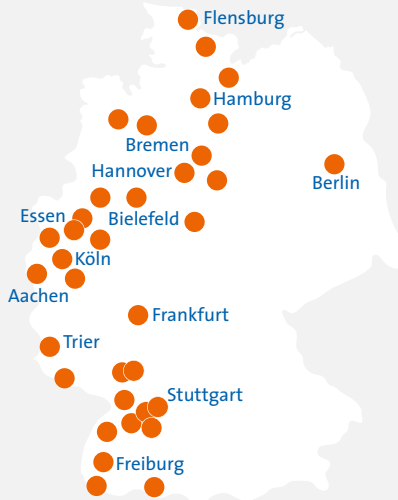 Flensburg
Hamburg
Bremen
Hannover
Berlin
Essen
Bielefeld
Köln
Aachen
Frankfurt
Trier
Stuttgart
Freiburg